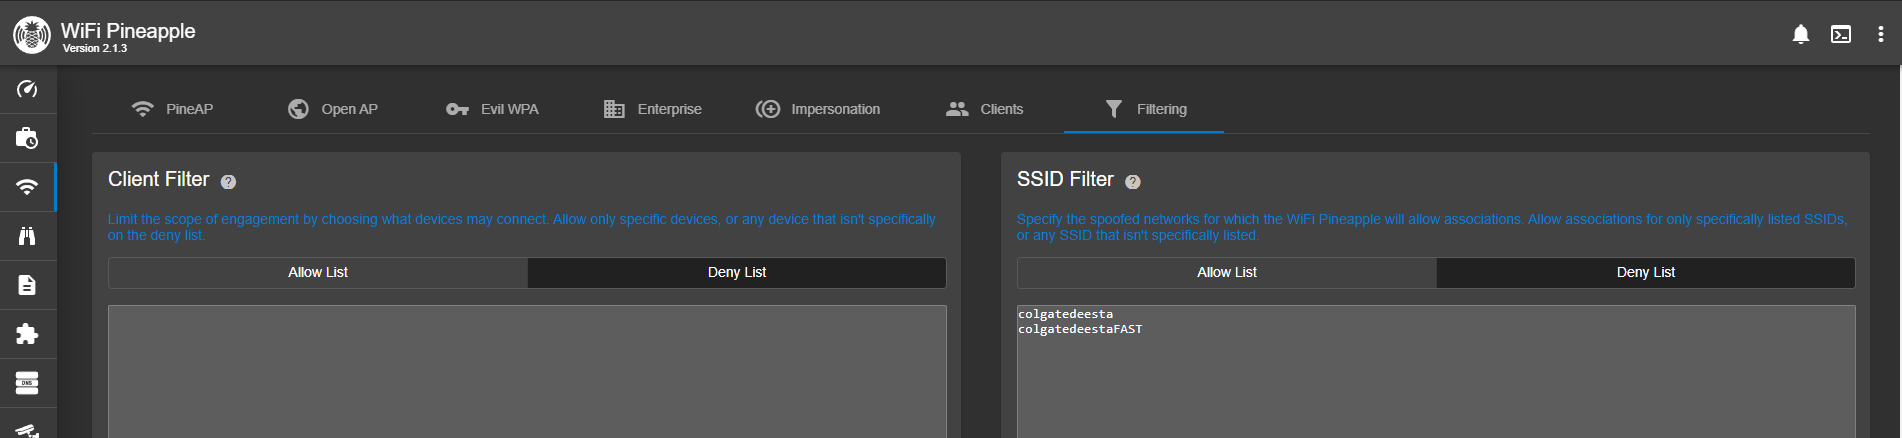 WiFi Pineapple
Version 2.1.3
PineAP
Open AP
Evil WPA
Enterprise
Impersonation
Clients
Filtering
Client Filter
?
Limit the scope of engagement by choosing what devices may connect. Allow only specific devices, or any device that isn't specifically
on the deny list.
Allow List
Deny List
SSID Filter
?
Specify the spoofed networks for which the WiFi Pineapple will allow associations. Allow associations for only specifically listed SSIDs,
or any SSID that isn't specifically listed.
Allow List
Deny List
colgatedeesta
colgatedeestaFAST
DNS